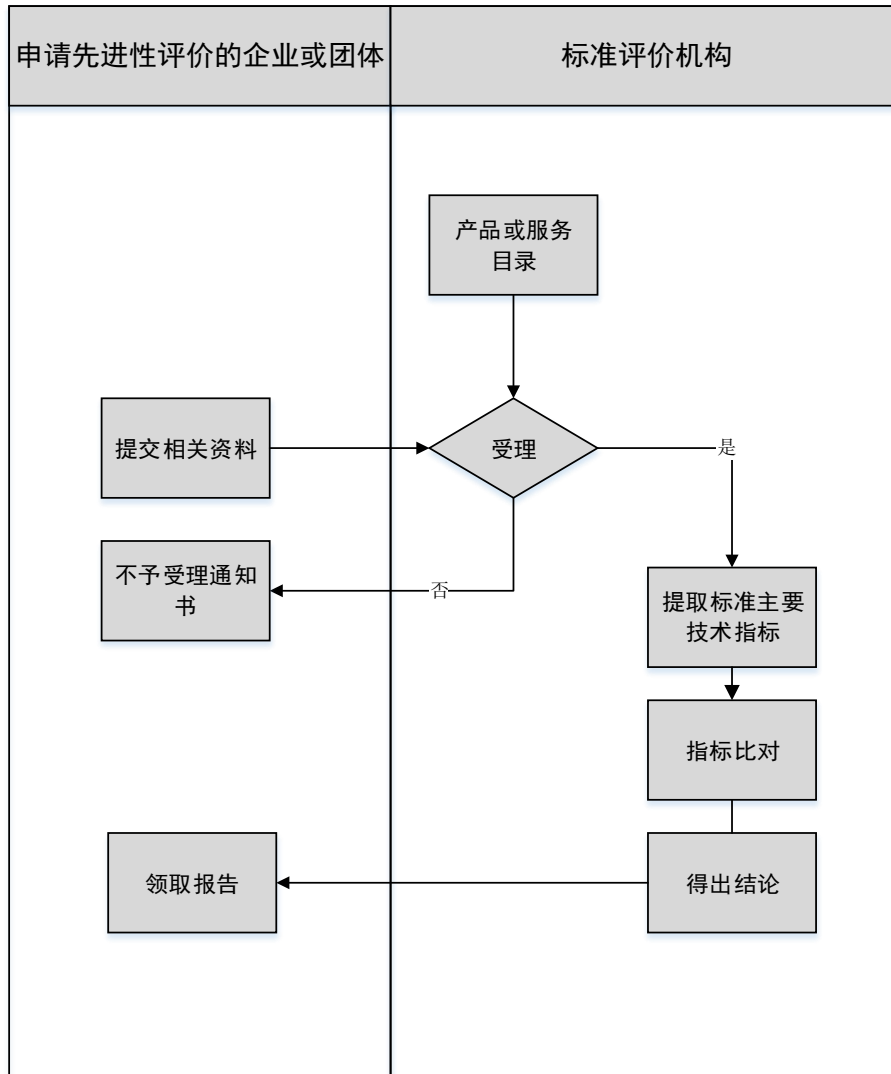 申请先进性评价的企业或团体
标准评价机构
产品或服务
目录
提交相关资料
受理
是
不予受理通知
书
否
提取标准主要
技术指标
指标比对
领取报告
得出结论